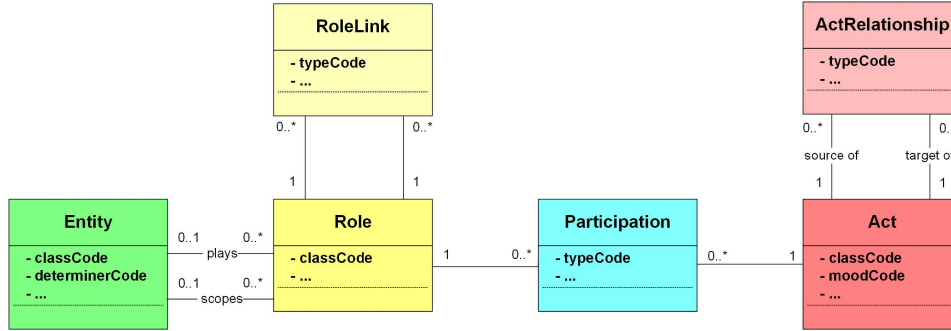 RoleLink
- typeCode
- ...
ActRelationship
- typeCode
- ...
0..*
0..*
0..*
0..
source of
target of
1
1
1
1
Entity
- classCode
- determinerCode
- ...
0..1
0..*
plays
0..1
0..*
scopes
Role
- classCode
- ...
1
0..*
Participation
- typeCode
- ...
0..*
1
Act
- classCode
- moodCode
- ...